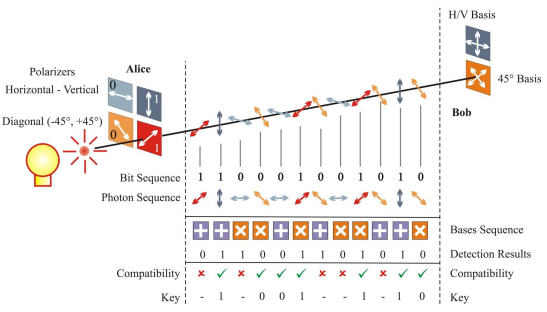 H/V Basis
Alice
Polarizers
Horizontal - Vertical
0
1
45° Basis
Diagonal (-45°, +45°)
0
1
Bob
Bit Sequence 1 1 0 0 0 1 0 0 1 0 1 0
Photon Sequence
Bases Sequence
0 1 1 0 0 1 1 0 1 0 1 0 Detection Results
Compatibility ✗ ✓ ✗ ✓ ✓ ✓ ✗ ✗ ✓ ✗ ✓ ✓ Compatibility
Key - 1 - 0 0 1 - - 1 - 1 0 Key